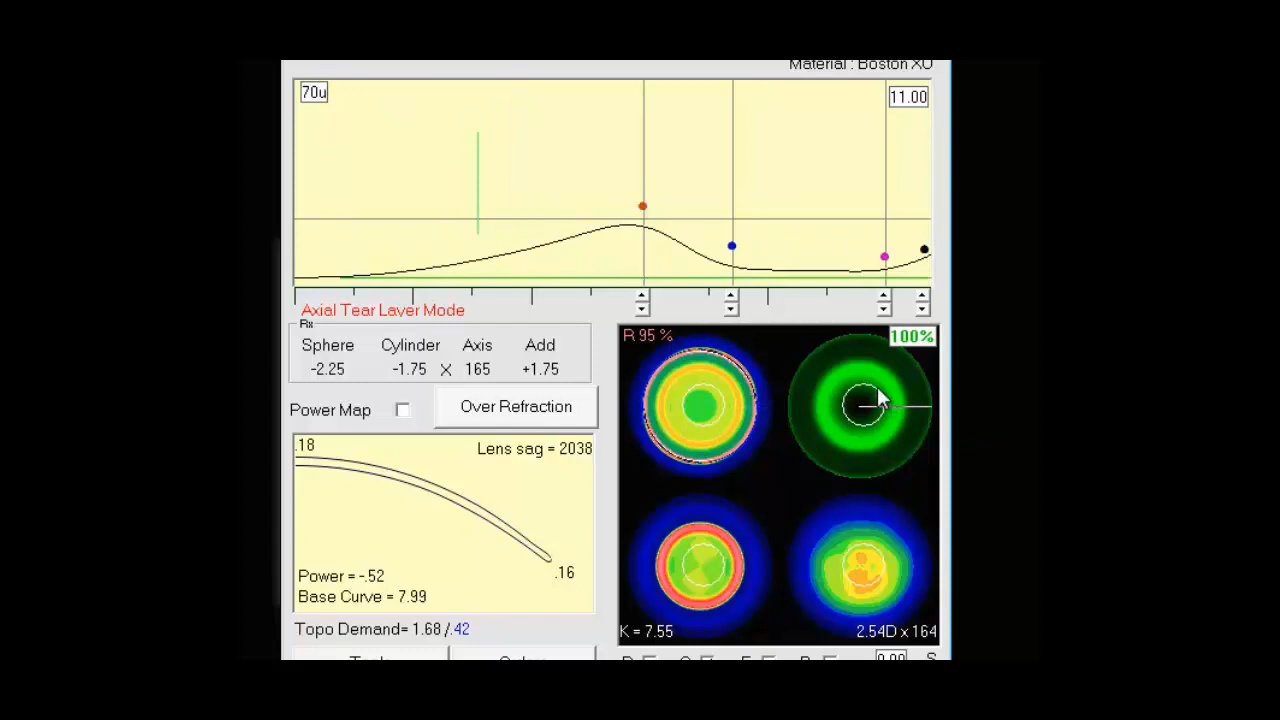 Material : Boston XO
70u
11.00
Axial Tear Layer Mode
Rx
Sphere Cylinder Axis Add
-2.25 -1.75 X 165 +1.75
Power Map
Over Refraction
.18
Lens sag = 2038
Power = -.52
Base Curve = 7.99
.16
Topo Demand= 1.68 /.42
R 95 %
100%
K = 7.55
2.54D x 164
0.00 S